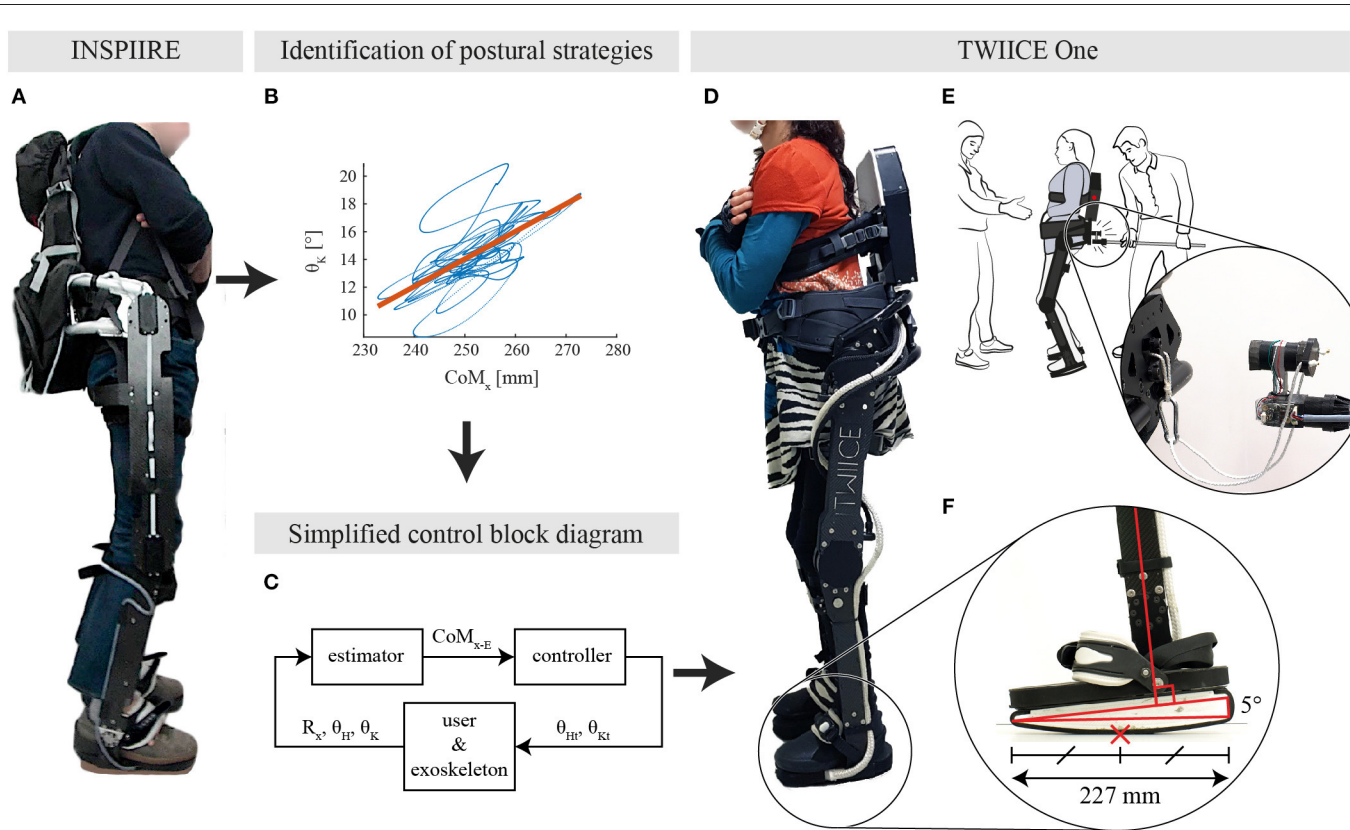 INSPIIRE
Identification of postural strategies
TWIICE One
A
B
D
E
20
18
16
14
12
10
θK [°]
230 240 250 260 270 280
CoMx [mm]
TWIICE
Simplified control block diagram
C
estimator
CoMx-E
controller
Rx, θH, θK
user
&
exoskeleton
θHt, θKt
F
5°
227 mm